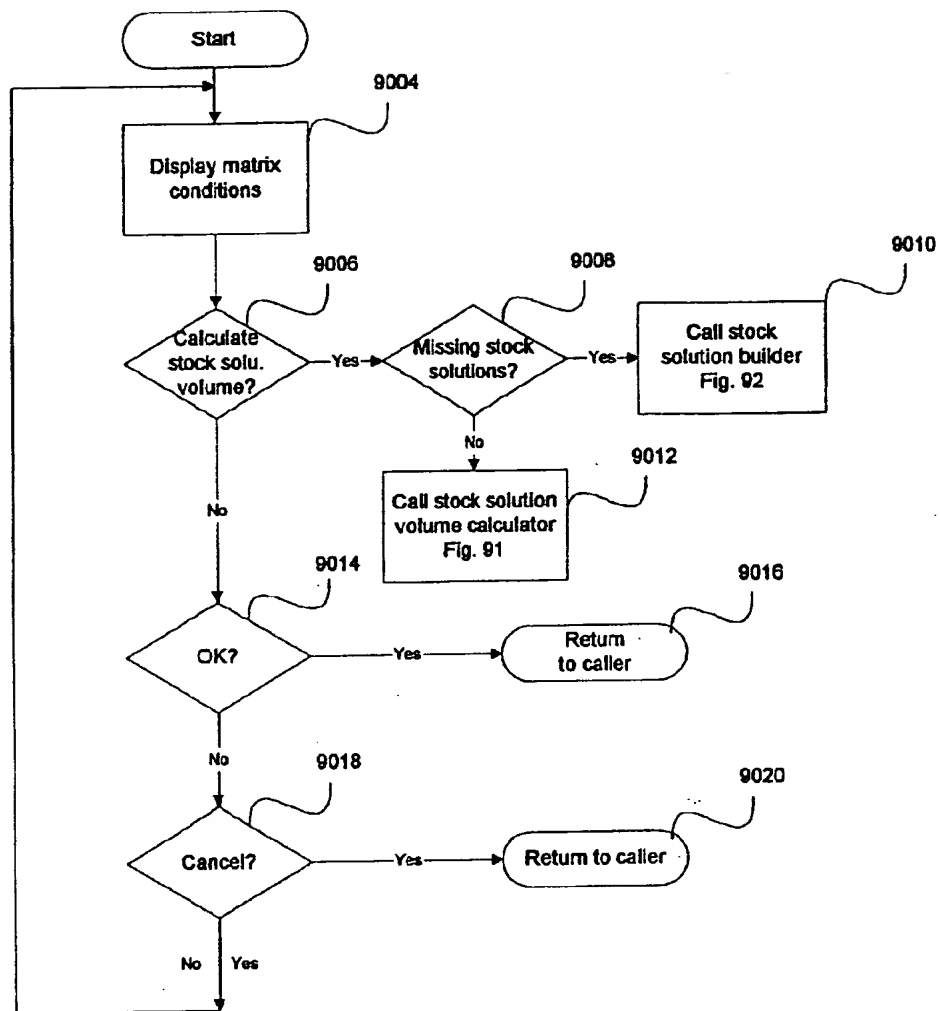 Start
9004
Display matrix
conditions
9006
Calculate
stock solu.
volume?
Yes
9008
Missing stock
solutions?
Yes
9010
Call stock
solution builder
Fig. 92
No
No
9012
Call stock solution
volume calculator
Fig. 91
9014
OK?
Yes
9016
Return
to caller
No
9018
Cancel?
Yes
9020
Return to caller
No
Yes